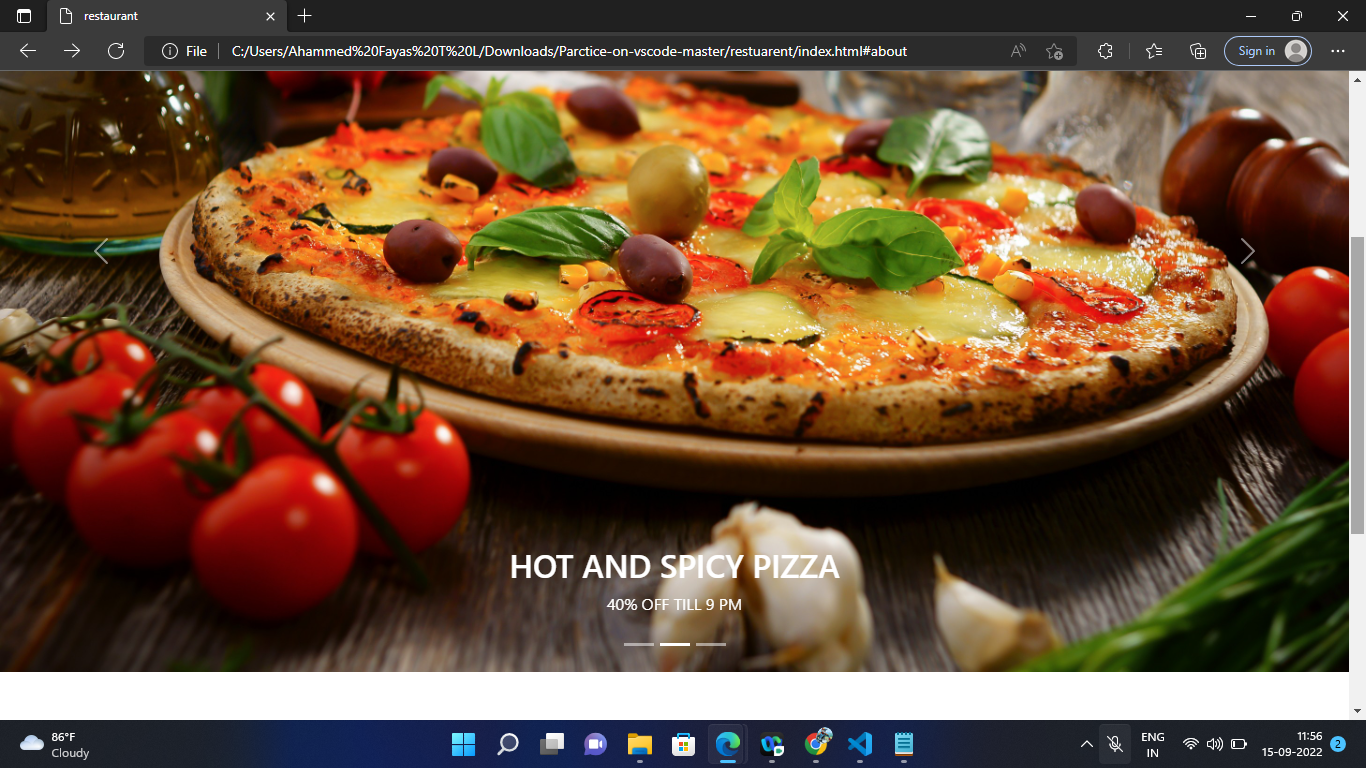 restaurant
File
C:/Users/Ahammed%20Fayas%20T%20L/Downloads/Parctice-on-vscode-master/restuarent/index.html#about
Sign in
HOT AND SPICY PIZZA
40% OFF TILL 9 PM
86°F
Cloudy
ENG
IN
11:56
15-09-2022
2